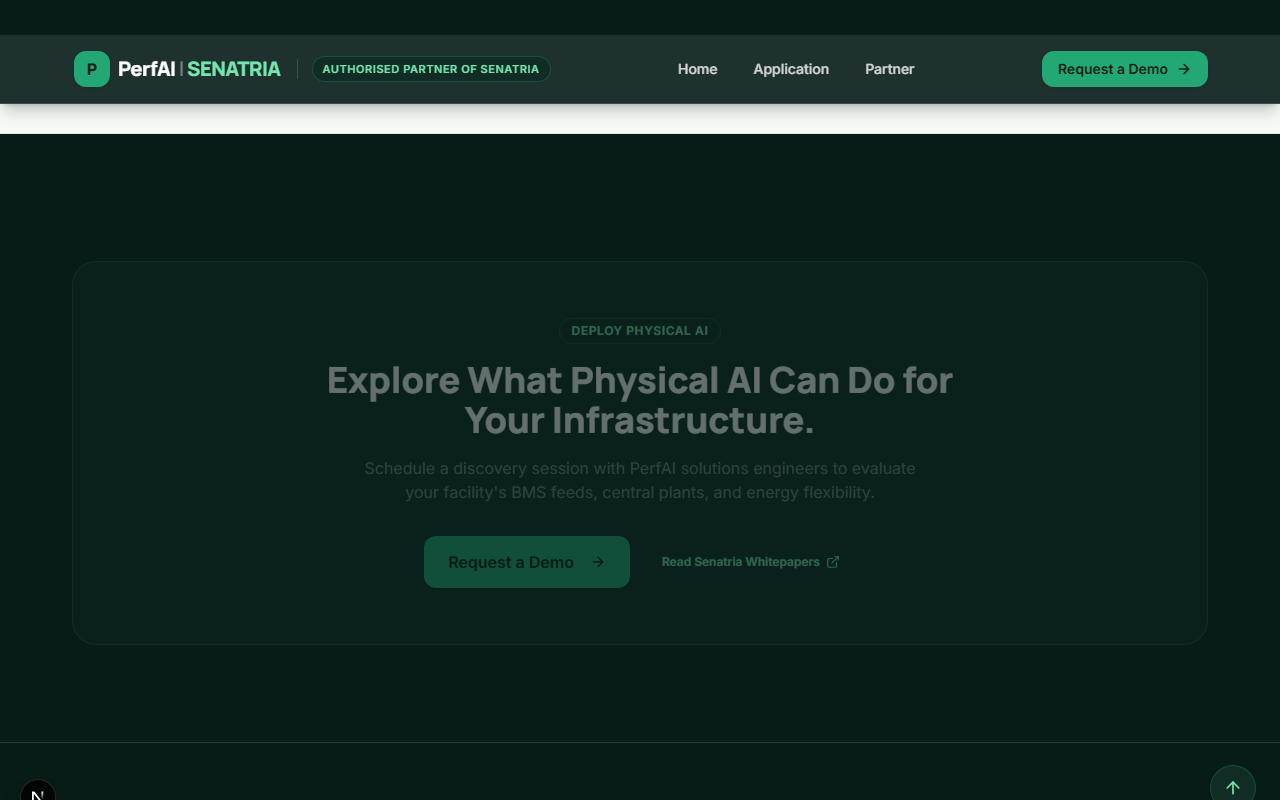 P PerfAI | SENATRIA AUTHORISED PARTNER OF SENATRIA Home Application Partner Request a Demo
DEPLOY PHYSICAL AI
Explore What Physical AI Can Do for
Your Infrastructure.
Schedule a discovery session with PerfAI solutions engineers to evaluate
your facility's BMS feeds, central plants, and energy flexibility.
Request a Demo Read Senatria Whitepapers
N